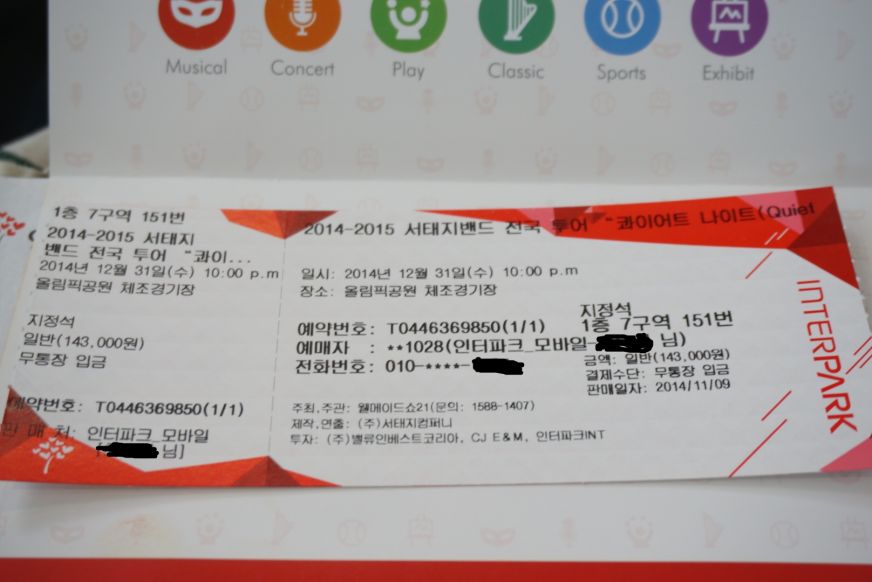 Musical Concert Play Classic Sports Exhibit
1층 7구역 151번
2014-2015 서태지
밴드 전국 투어 "콰이...
2014년 12월 31일(수) 10:00 p.m
올림픽공원 체조경기장
지정석
일반(143,000원)
무통장 입금
예약번호: T0446369850(1/1)
판 매 처: 인터파크_모바일
[ 님]
2014-2015 서태지밴드 전국 투어 "콰이어트 나이트(Quiet
일시: 2014년 12월 31일(수) 10:00 p.m
장소: 올림픽공원 체조경기장
지정석
예약번호: T0446369850(1/1) 1층 7구역 151번
예매자 : **1028(인터파크_모바일- 님)
전화번호: 010-****-
금액: 일반(143,000원)
결제수단: 무통장 입금
판매일자: 2014/11/09
주최,주관: 웰메이드쇼21(문의: 1588-1407)
제작,연출: (주)서태지컴퍼니
투자: (주)밸류인베스트코리아, CJ E&M, 인터파크INT
INTERPARK